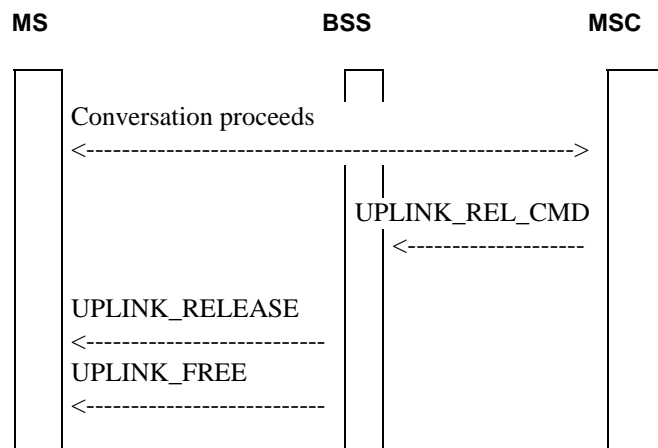 MS BSS MSC
Conversation proceeds
<------------------------------------------------------->
UPLINK_REL_CMD
<--------------------
UPLINK_RELEASE
<---------------------------
UPLINK_FREE
<---------------------------